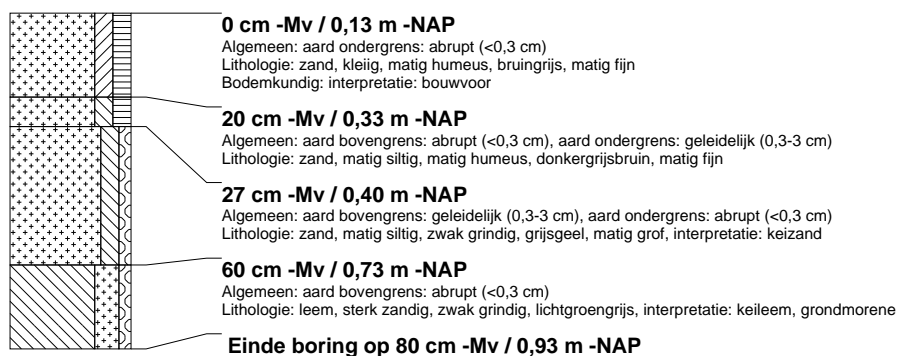 0 cm -Mv / 0,13 m -NAP
Algemeen: aard ondergrens: abrupt (<0,3 cm)
Lithologie: zand, kleiig, matig humeus, bruingrijs, matig fijn
Bodemkundig: interpretatie: bouwvoor
20 cm -Mv / 0,33 m -NAP
Algemeen: aard bovengrens: abrupt (<0,3 cm), aard ondergrens: geleidelijk (0,3-3 cm)
Lithologie: zand, matig siltig, matig humeus, donkergrijsbruin, matig fijn
27 cm -Mv / 0,40 m -NAP
Algemeen: aard bovengrens: geleidelijk (0,3-3 cm), aard ondergrens: abrupt (<0,3 cm)
Lithologie: zand, matig siltig, zwak grindig, grijsgeel, matig grof, interpretatie: keizand
60 cm -Mv / 0,73 m -NAP
Algemeen: aard bovengrens: abrupt (<0,3 cm)
Lithologie: leem, sterk zandig, zwak grindig, lichtgroengrijs, interpretatie: keileem, grondmorene
Einde boring op 80 cm -Mv / 0,93 m -NAP